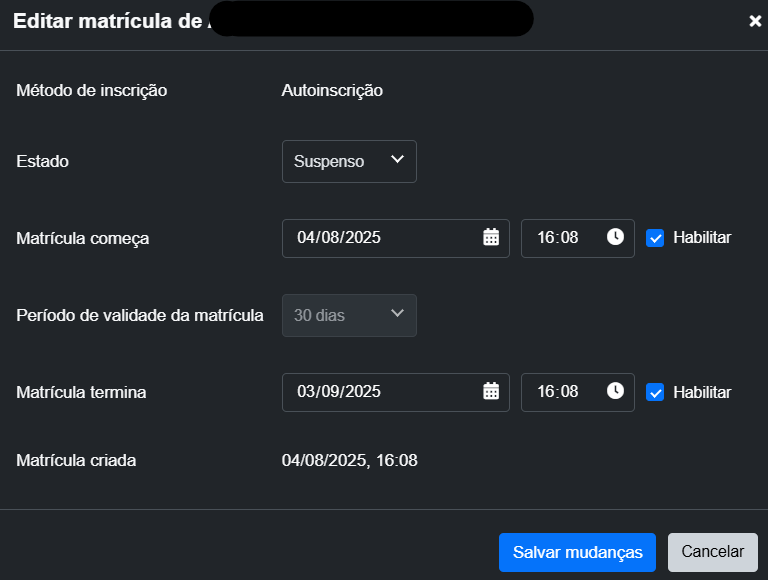 Editar matrícula de
Método de inscrição Autoinscrição
Estado Suspenso
Matrícula começa 04/08/2025 16:08 Habilitar
Período de validade da matrícula 30 dias
Matrícula termina 03/09/2025 16:08 Habilitar
Matrícula criada 04/08/2025, 16:08
Salvar mudanças Cancelar